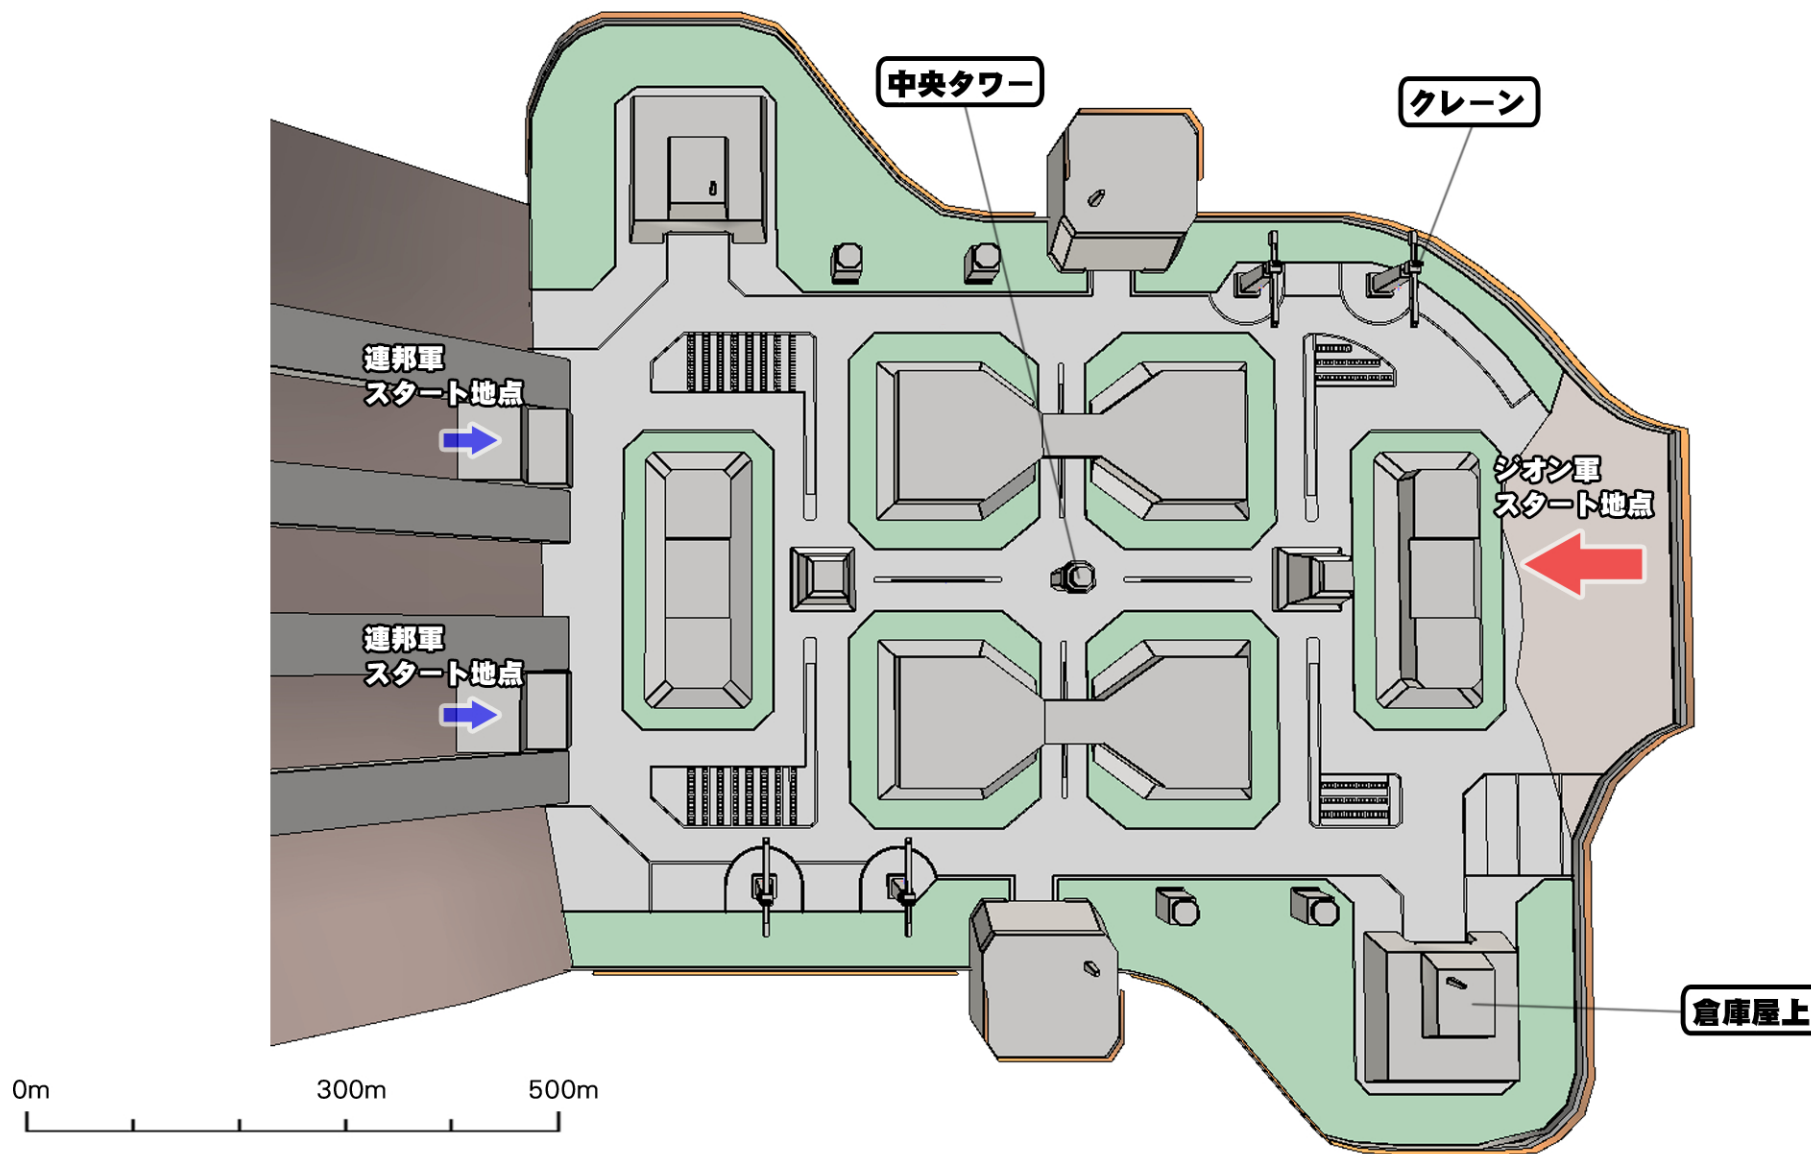 中央タワー
クレーン
連邦軍
スタート地点
ジオン軍
スタート地点
連邦軍
スタート地点
倉庫屋上
0m 300m 500m